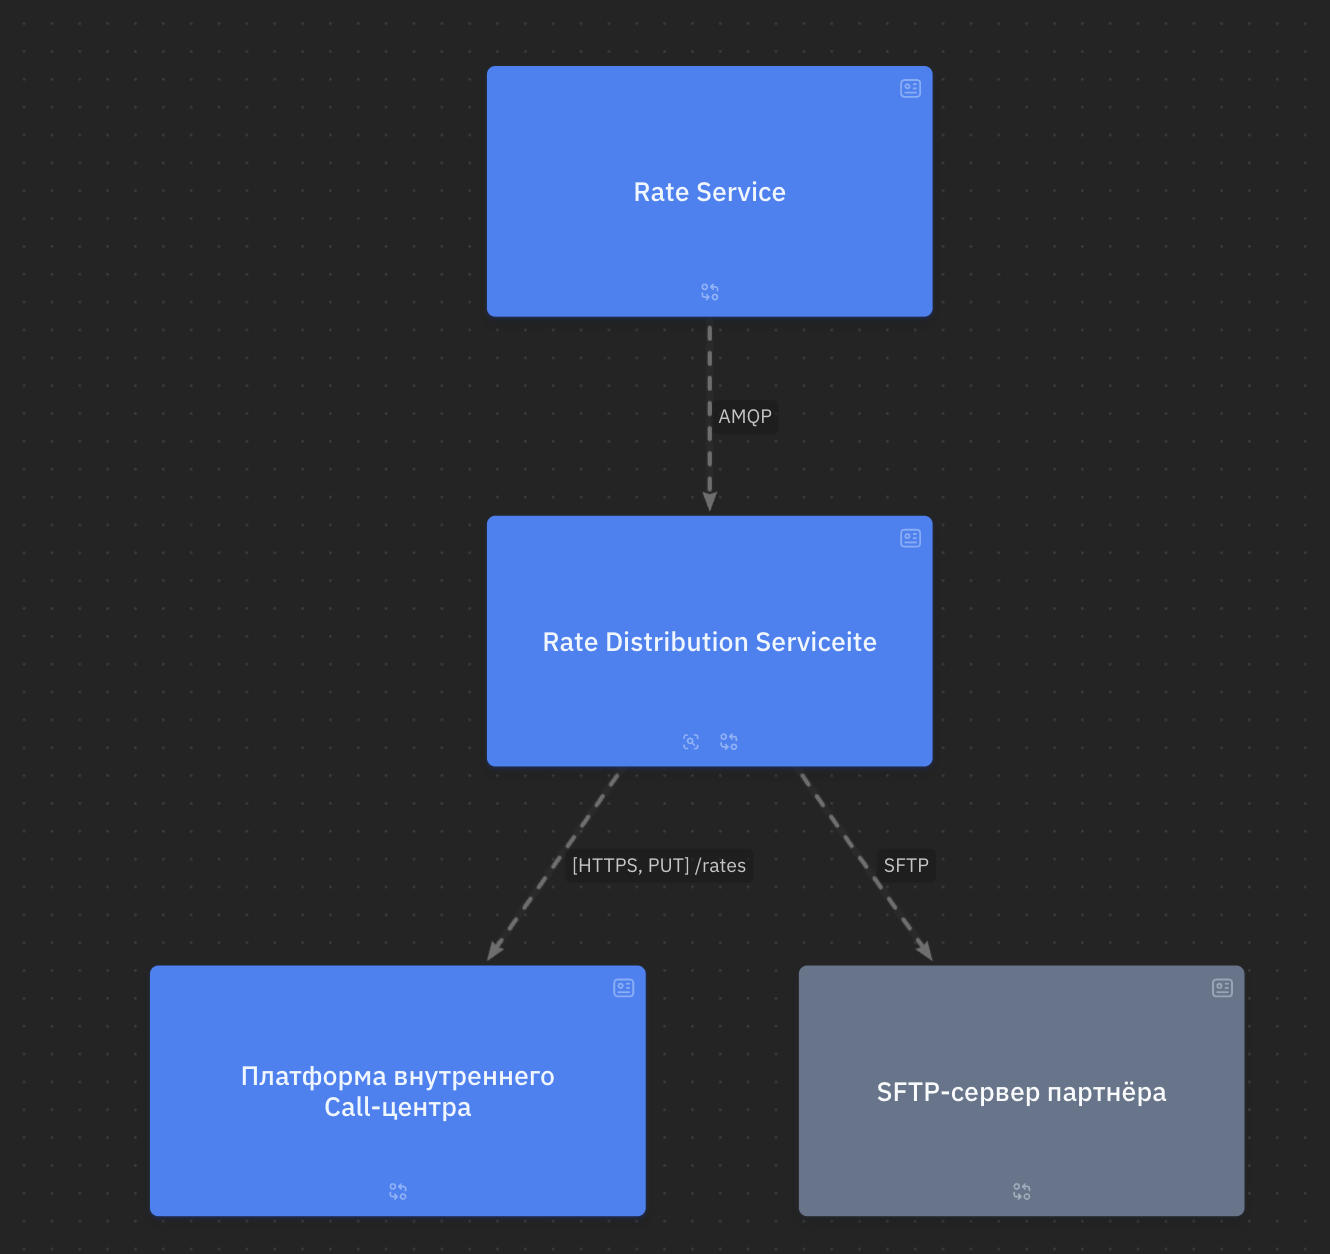 Rate Service
AMQP
Rate Distribution Serviceite
[HTTPS, PUT] /rates
SFTP
Платформа внутреннего
Call-центра
SFTP-сервер партнёра